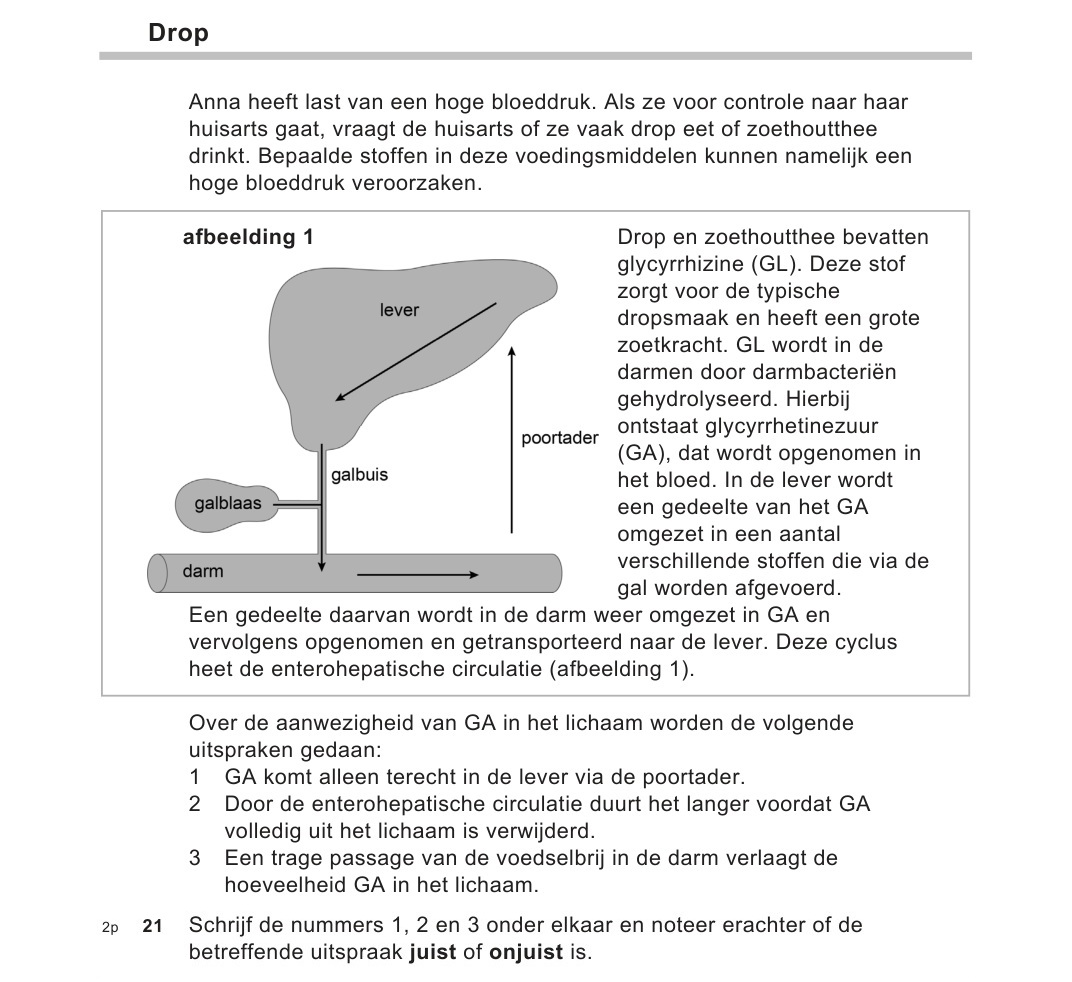 Drop
Anna heeft last van een hoge bloeddruk. Als ze voor controle naar haar
huisarts gaat, vraagt de huisarts of ze vaak drop eet of zoethoutthee
drinkt. Bepaalde stoffen in deze voedingsmiddelen kunnen namelijk een
hoge bloeddruk veroorzaken.
afbeelding 1
lever
poortader
galbuis
galblaas
darm
Drop en zoethoutthee bevatten
glycyrrhizine (GL). Deze stof
zorgt voor de typische
dropsmaak en heeft een grote
zoetkracht. GL wordt in de
darmen door darmbacteriën
gehydrolyseerd. Hierbij
ontstaat glycyrrhetinezuur
(GA), dat wordt opgenomen in
het bloed. In de lever wordt
een gedeelte van het GA
omgezet in een aantal
verschillende stoffen die via de
gal worden afgevoerd.
Een gedeelte daarvan wordt in de darm weer omgezet in GA en
vervolgens opgenomen en getransporteerd naar de lever. Deze cyclus
heet de enterohepatische circulatie (afbeelding 1).
Over de aanwezigheid van GA in het lichaam worden de volgende
uitspraken gedaan:
1 GA komt alleen terecht in de lever via de poortader.
2 Door de enterohepatische circulatie duurt het langer voordat GA
volledig uit het lichaam is verwijderd.
3 Een trage passage van de voedselbrij in de darm verlaagt de
hoeveelheid GA in het lichaam.
2p 21 Schrijf de nummers 1, 2 en 3 onder elkaar en noteer erachter of de
betreffende uitspraak juist of onjuist is.